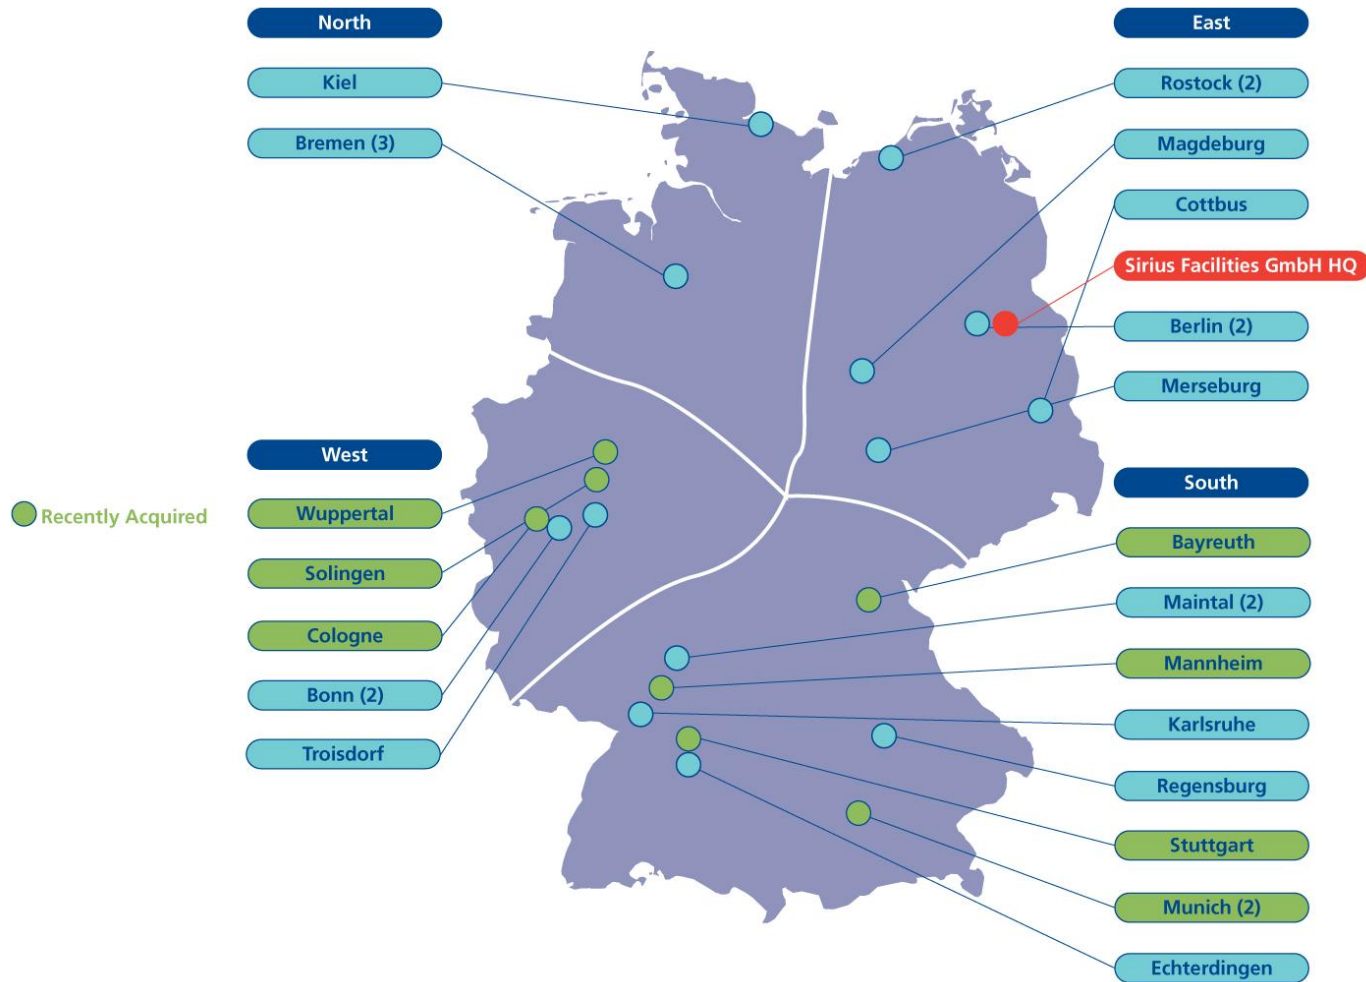 North
Kiel
Bremen (3)
East
Rostock (2)
Magdeburg
Cottbus
Sirius Facilities GmbH HQ
Berlin (2)
Merseburg
Recently Acquired
West
Wuppertal
Solingen
Cologne
Bonn (2)
Troisdorf
South
Bayreuth
Maintal (2)
Mannheim
Karlsruhe
Regensburg
Stuttgart
Munich (2)
Echterdingen